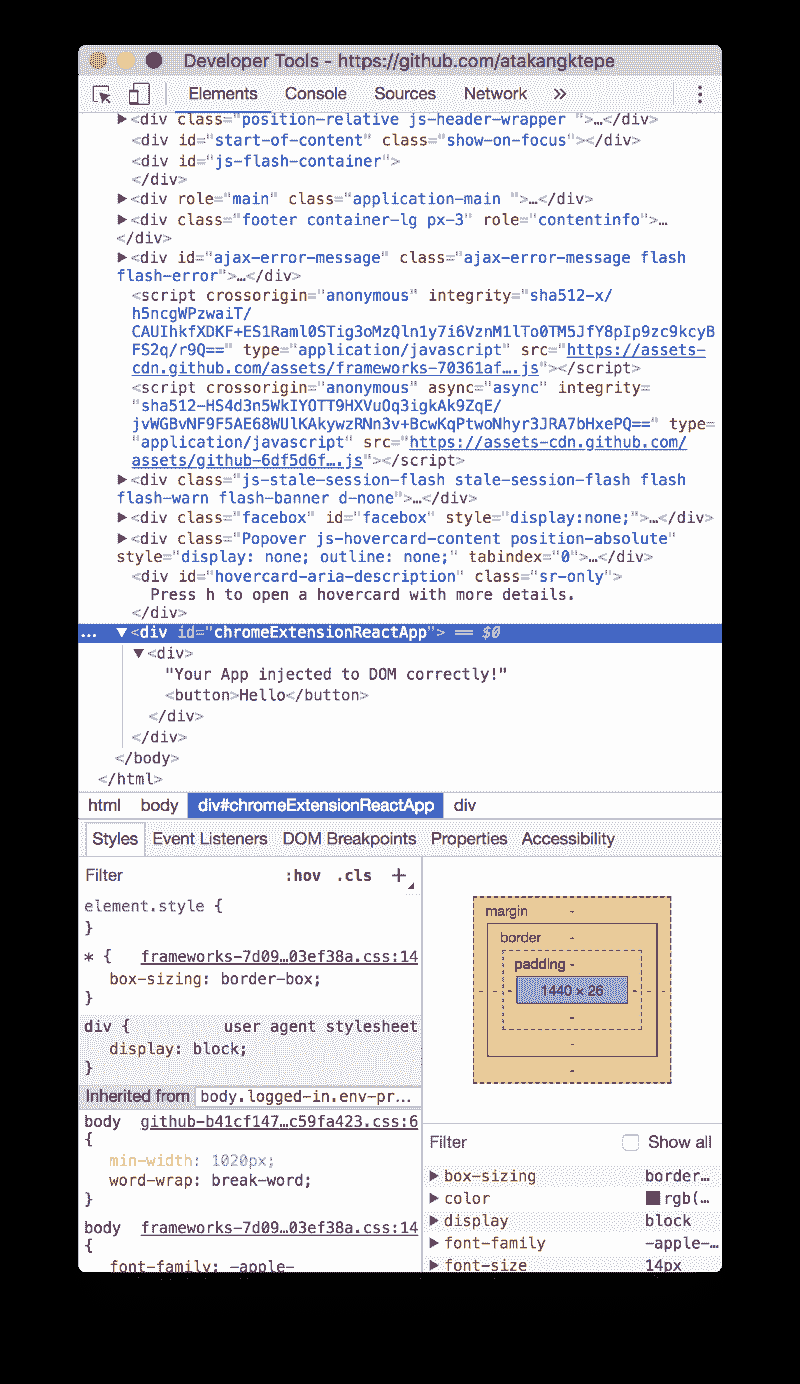 Developer Tools - https://github.com/atakangktepe
Elements Console Sources Network »
▶<div class="position-relative js-header-wrapper ">…</div>
<div id="start-of-content" class="show-on-focus"></div>
<div id="js-flash-container">
</div>
▶<div role="main" class="application-main ">…</div>
▶<div class="footer container-lg px-3" role="contentinfo">…
</div>
▶<div id="ajax-error-message" class="ajax-error-message flash
flash-error">…</div>
<script crossorigin="anonymous" integrity="sha512-x/
h5ncgWPzwaiT/
CAUIhkfXDKF+ES1Raml0STig3oMzQln1y7i6VznM1lTo0TM5JfY8pIp9zc9kcyB
FS2q/r9Q==" type="application/javascript" src="https://assets-
cdn.github.com/assets/frameworks-70361af….js"></script>
<script crossorigin="anonymous" async="async" integrity=
"sha512-HS4d3n5WkIYOTT9HXVuOq3igkAk9ZqE/
jvWGBvNF9F5AE68WUlKAkywzRNn3v+BcwKqPtwoNhyr3JRA7bHxePQ==" type=
"application/javascript" src="https://assets-cdn.github.com/
assets/github-6df5d6f….js"></script>
▶<div class="js-stale-session-flash stale-session-flash flash
flash-warn flash-banner d-none">…</div>
▶<div class="facebox" id="facebox" style="display:none;">…</div>
▶<div class="Popover js-hovercard-content position-absolute"
style="display: none; outline: none;" tabindex="0">…</div>
<div id="hovercard-aria-description" class="sr-only">
Press h to open a hovercard with more details.
</div>
… ▼<div id="chromeExtensionReactApp"> == $0
▼<div>
"Your App injected to DOM correctly!"
<button>Hello</button>
</div>
</div>
</body>
</html>
html body div#chromeExtensionReactApp div
Styles Event Listeners DOM Breakpoints Properties Accessibility
Filter :hov .cls +
element.style {
}
* { frameworks-7d09…03ef38a.css:14
box-sizing: border-box;
}
div { user agent stylesheet
display: block;
}
Inherited from body.logged-in.env-pr…
body github-b41cf147…c59fa423.css:6
{
min-width: 1020px;
word-wrap: break-word;
}
body frameworks-7d09…03ef38a.css:14
{
font-family: -apple-
margin -
border -
padding -
- - - 1440 × 26 - - -
-
-
-
Filter Show all
▶ box-sizing border…
▶ color rgb(…
▶ display block
▶ font-family -apple-…
▶ font-size 14px